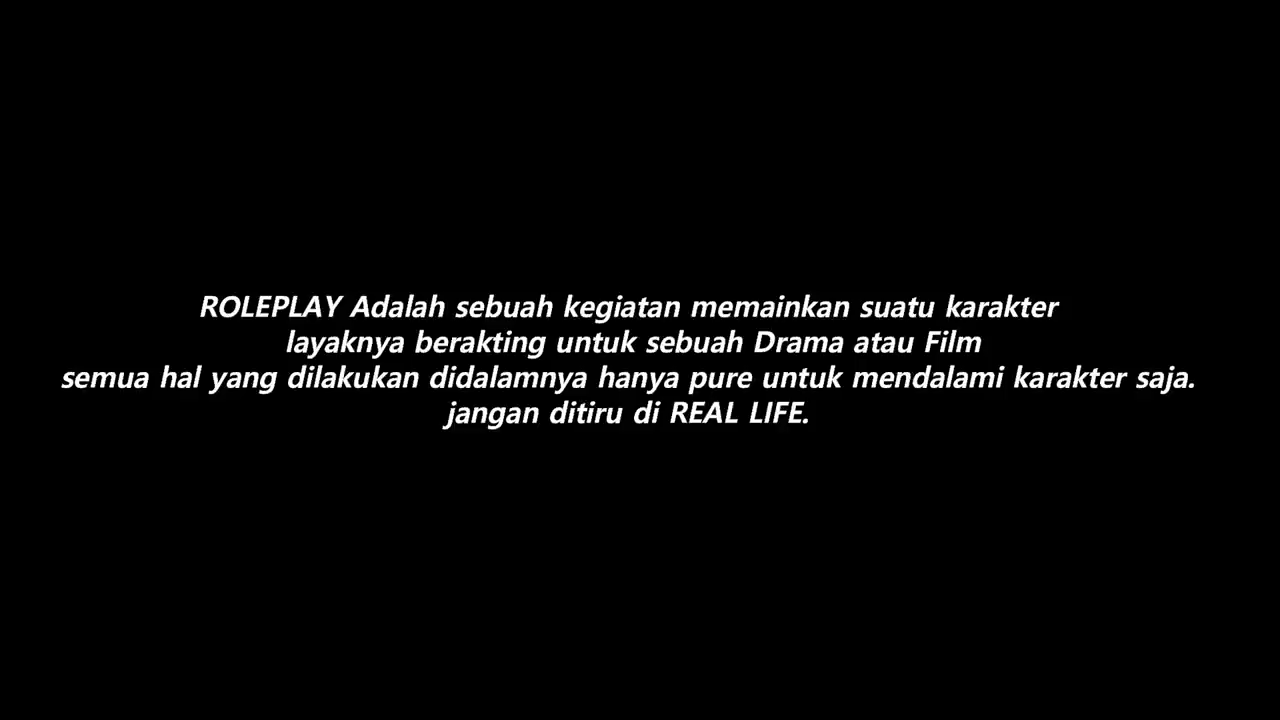 ROLEPLAY Adalah sebuah kegiatan memainkan suatu karakter
layaknya berakting untuk sebuah Drama atau Film
semua hal yang dilakukan didalamnya hanya pure untuk mendalami karakter saja.
jangan ditiru di REAL LIFE.